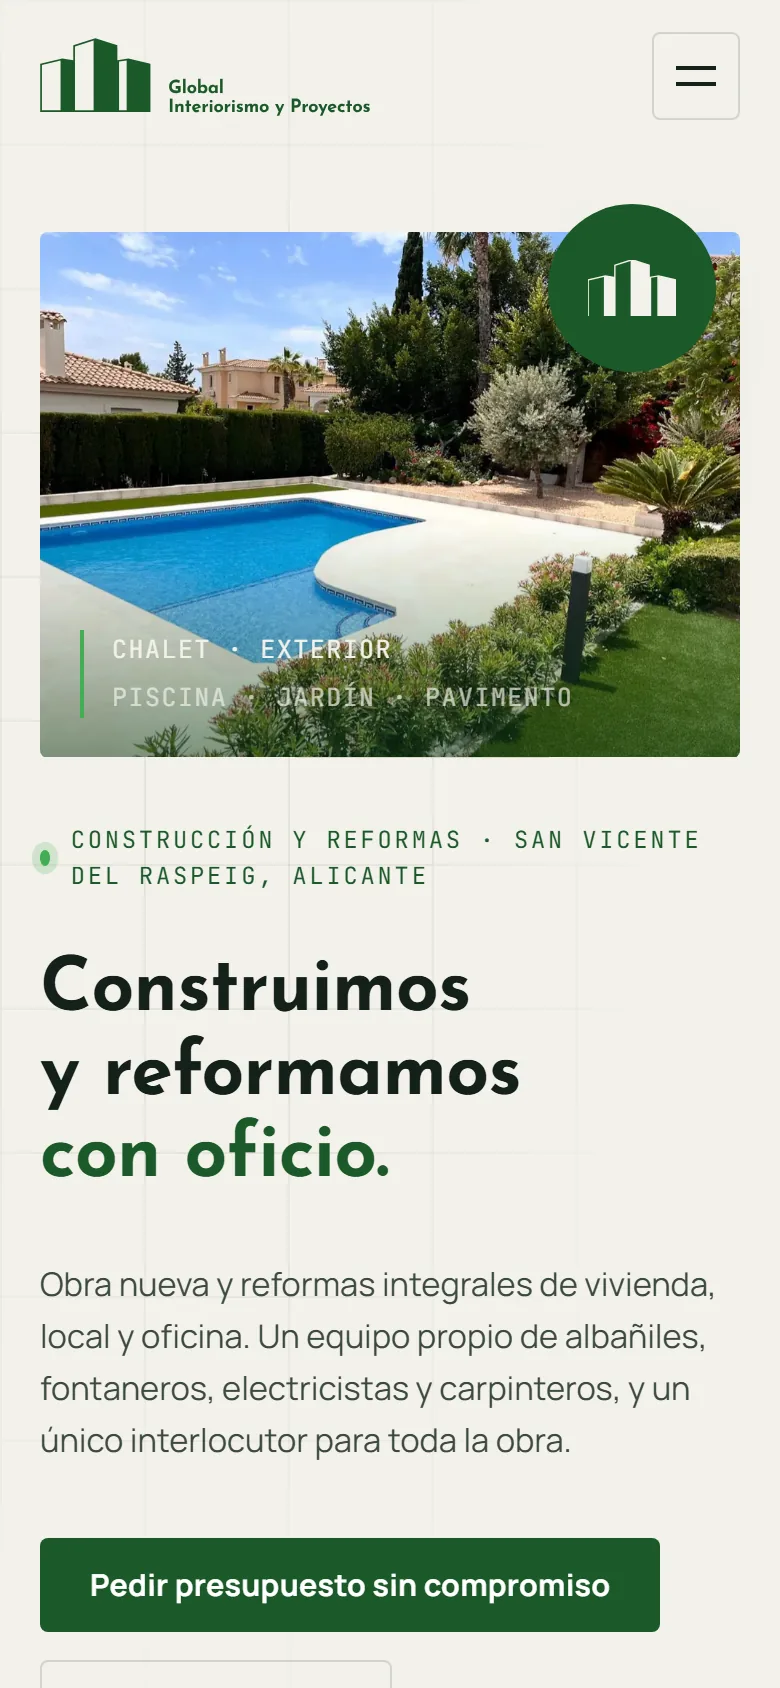 Global
Interiorismo y Proyectos
CHALET · EXTERIOR
PISCINA · JARDÍN · PAVIMENTO
CONSTRUCCIÓN Y REFORMAS · SAN VICENTE
DEL RASPEIG, ALICANTE
Construimos
y reformamos
con oficio.
Obra nueva y reformas integrales de vivienda,
local y oficina. Un equipo propio de albañiles,
fontaneros, electricistas y carpinteros, y un
único interlocutor para toda la obra.
Pedir presupuesto sin compromiso